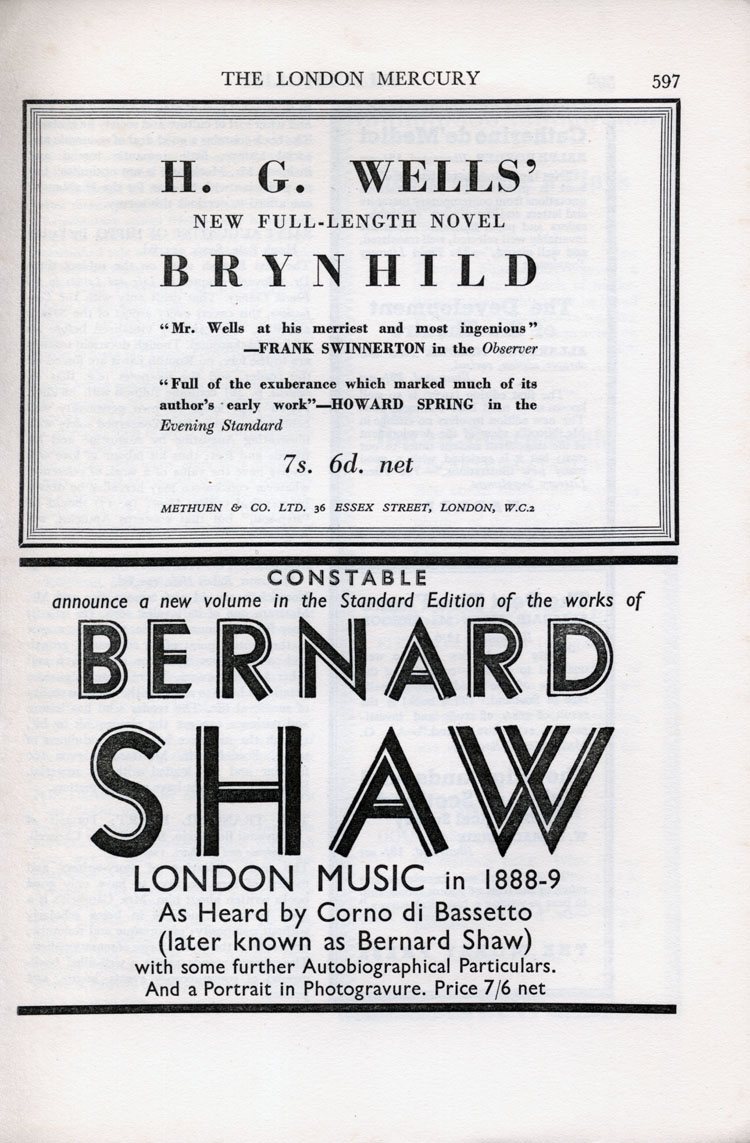 THE LONDON MERCURY 597
H. G. WELLS’
NEW FULL-LENGTH NOVEL
BRYNHILD
“Mr. Wells at his merriest and most ingenious”
—FRANK SWINNERTON in the Observer
“Full of the exuberance which marked much of its
author’s early work”—HOWARD SPRING in the
Evening Standard
7s. 6d. net
METHUEN & CO. LTD. 36 ESSEX STREET, LONDON, W.C.2
CONSTABLE
announce a new volume in the Standard Edition of the works of
BERNARD
SHAW
LONDON MUSIC in 1888-9
As Heard by Corno di Bassetto
(later known as Bernard Shaw)
with some further Autobiographical Particulars.
And a Portrait in Photogravure. Price 7/6 net